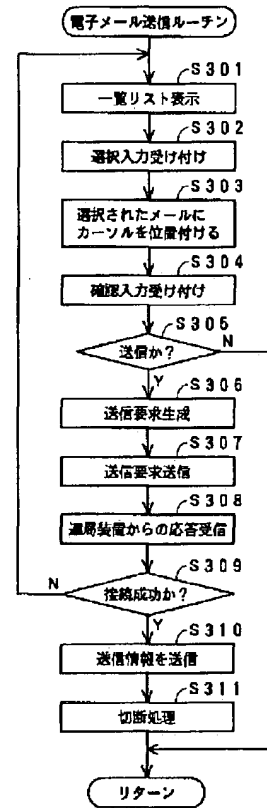 電子メール送信ルーチン
S301
一覧リスト表示
S302
選択入力受け付け
S303
選択されたメールに
カーソルを位置付ける
S304
確認入力受け付け
S305
送信か?
N
Y
S306
送信要求生成
S307
送信要求送信
S308
選局装置からの応答受信
S309
接続成功か?
N
Y
S310
送信情報を送信
S311
切断処理
リターン